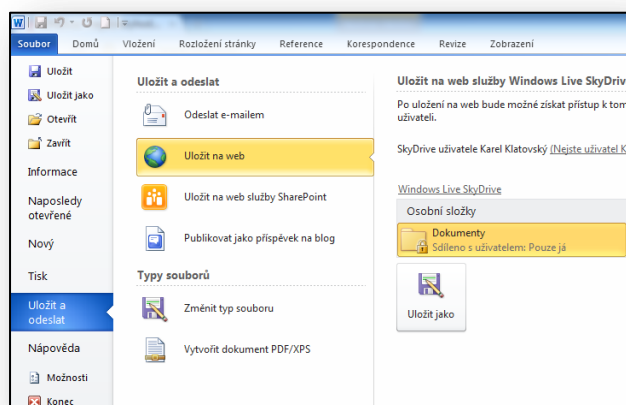 Soubor Domů Vložení Rozložení stránky Reference Korespondence Revize Zobrazení
Uložit
Uložit jako
Otevřít
Zavřít
Informace
Naposledy
otevřené
Nový
Tisk
Uložit a
odeslat
Nápověda
Možnosti
Konec
Uložit a odeslat
Odeslat e-mailem
Uložit na web
Uložit na web služby SharePoint
Publikovat jako příspěvek na blog
Typy souborů
Změnit typ souboru
Vytvořit dokument PDF/XPS
Uložit na web služby Windows Live SkyDriv
Po uložení na web bude možné získat přístup k tom
uživateli.
SkyDrive uživatele Karel Klatovský (Nejste uživatel K
Windows Live SkyDrive
Osobní složky
Dokumenty
Sdíleno s uživatelem: Pouze já
Uložit jako